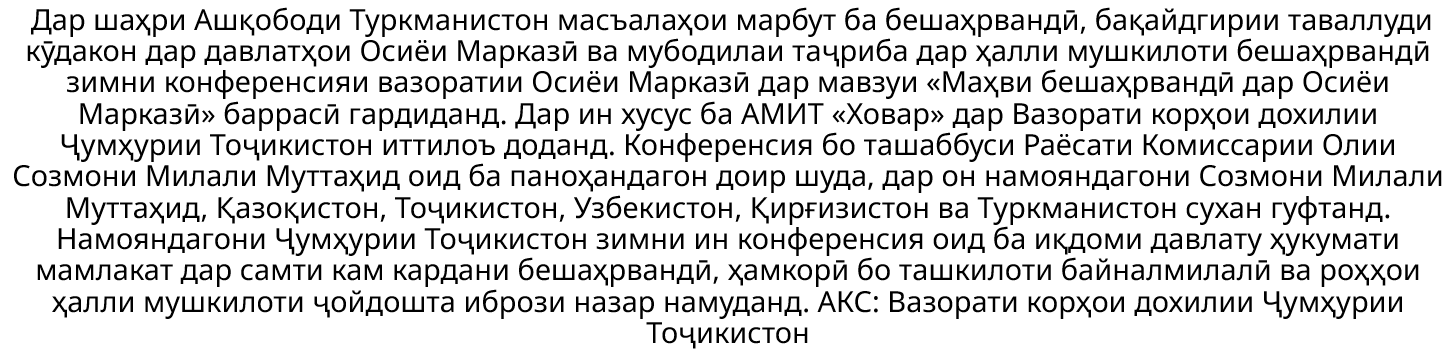 Дар шаҳри Ашқободи Туркманистон масъалаҳои марбут ба бешаҳрвандӣ, бақайдгирии таваллуди
кӯдакон дар давлатҳои Осиёи Марказӣ ва мубодилаи таҷриба дар ҳалли мушкилоти бешаҳрвандӣ
зимни конференсияи вазоратии Осиёи Марказӣ дар мавзуи «Маҳви бешаҳрвандӣ дар Осиёи
Марказӣ» баррасӣ гардиданд. Дар ин хусус ба АМИТ «Ховар» дар Вазорати корҳои дохилии
Ҷумҳурии Тоҷикистон иттилоъ доданд. Конференсия бо ташаббуси Раёсати Комиссарии Олии
Созмони Милали Муттаҳид оид ба паноҳандагон доир шуда, дар он намояндагони Созмони Милали
Муттаҳид, Қазоқистон, Тоҷикистон, Узбекистон, Қирғизистон ва Туркманистон сухан гуфтанд.
Намояндагони Ҷумҳурии Тоҷикистон зимни ин конференсия оид ба иқдоми давлату ҳукумати
мамлакат дар самти кам кардани бешаҳрвандӣ, ҳамкорӣ бо ташкилоти байналмилалӣ ва роҳҳои
ҳалли мушкилоти ҷойдошта ибрози назар намуданд. АКС: Вазорати корҳои дохилии Ҷумҳурии
Тоҷикистон